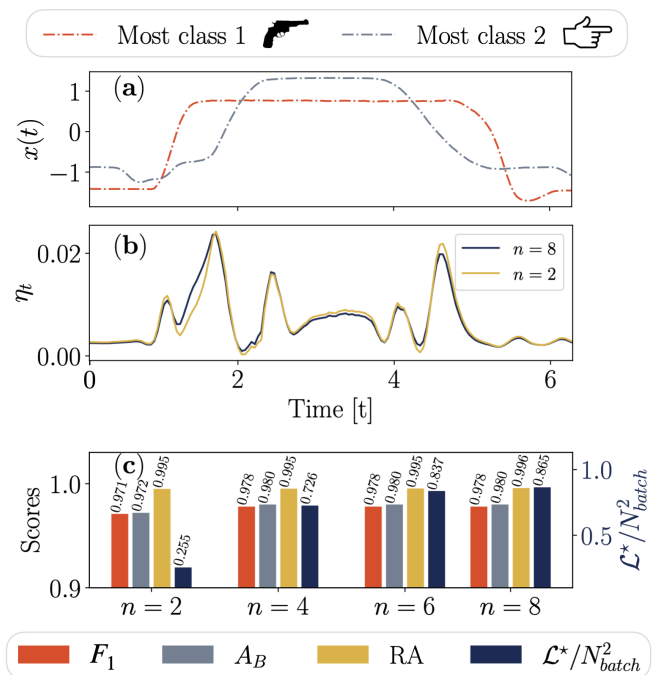 Most class 1 Most class 2
(a)
1
0
−1
x(t)
(b)
n = 8
n = 2
0.02
0.00
η_t
0 2 4 6
Time [t]
(c)
0.971 0.972 0.995 0.255 0.978 0.980 0.995 0.726 0.978 0.980 0.995 0.837 0.978 0.980 0.996 0.865
1.0
0.9
Scores
1.0
0.5
𝓛*/N²_batch
n = 2 n = 4 n = 6 n = 8
F₁ A_B RA 𝓛*/N²_batch